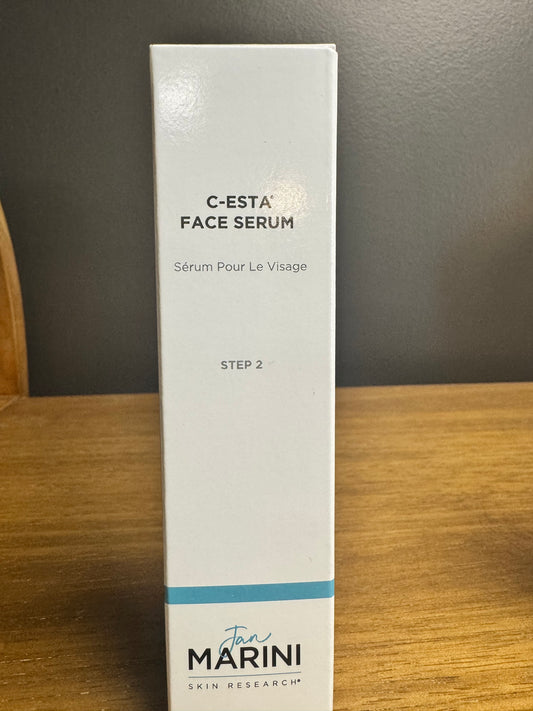 C-ESTA®
FACE SERUM
Sérum Pour Le Visage
STEP 2
Jan
MARINI
SKIN RESEARCH®